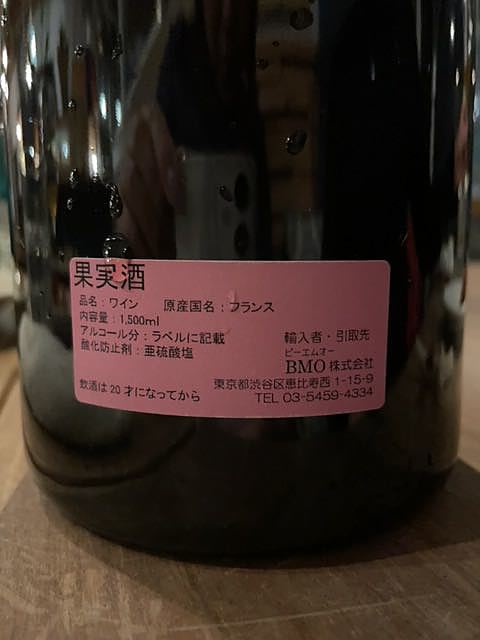 果実酒
品名：ワイン　原産国名：フランス
内容量：1,500ml
アルコール分：ラベルに記載
酸化防止剤：亜硫酸塩
輸入者・引取先
ビーエムオー
BMO 株式会社
東京都渋谷区恵比寿西1-15-9
TEL 03-5459-4334
飲酒は20才になってから